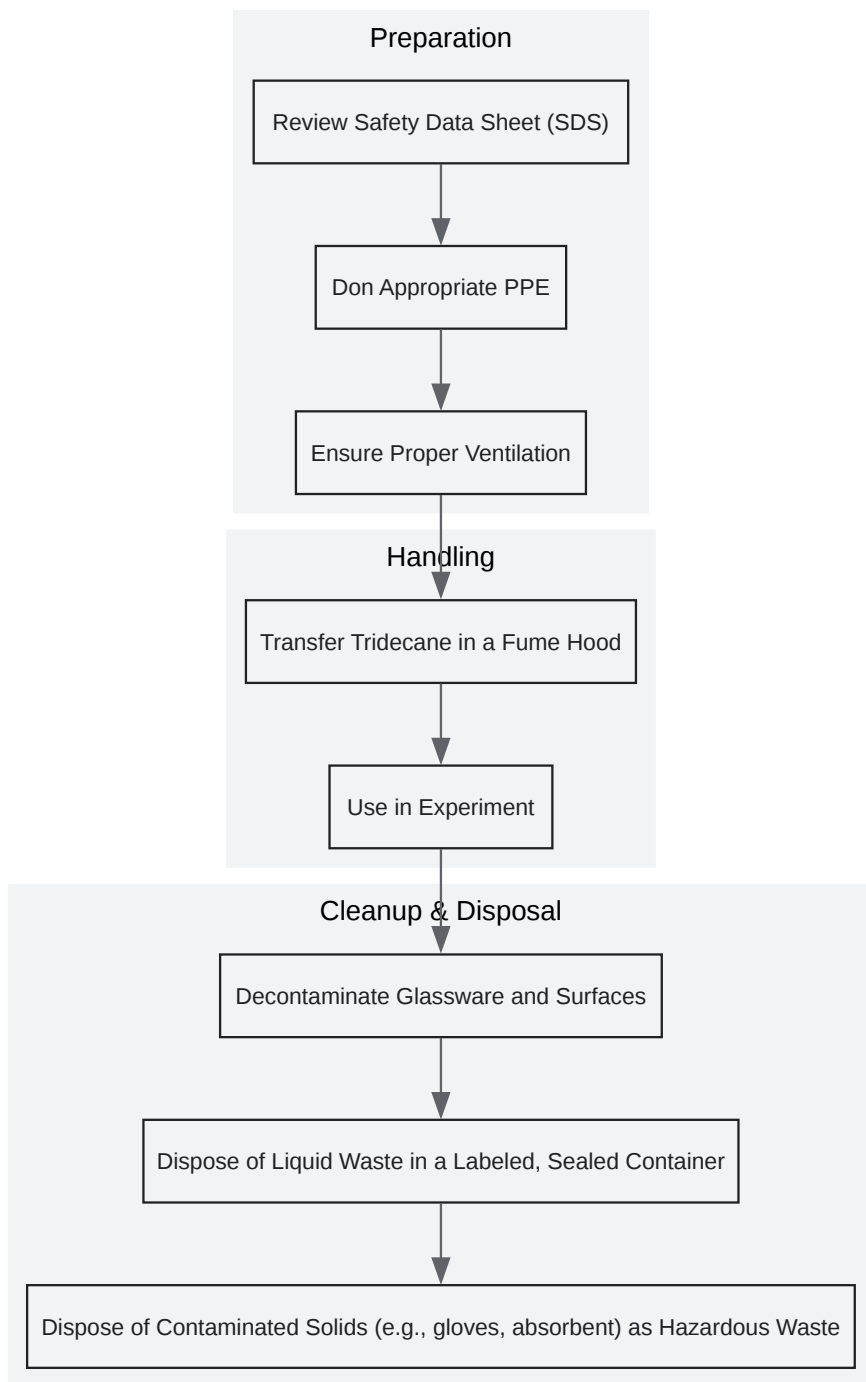 Preparation
Review Safety Data Sheet (SDS)
Don Appropriate PPE
Ensure Proper Ventilation
Handling
Transfer Tridecane in a Fume Hood
Use in Experiment
Cleanup & Disposal
Decontaminate Glassware and Surfaces
Dispose of Liquid Waste in a Labeled, Sealed Container
Dispose of Contaminated Solids (e.g., gloves, absorbent) as Hazardous Waste